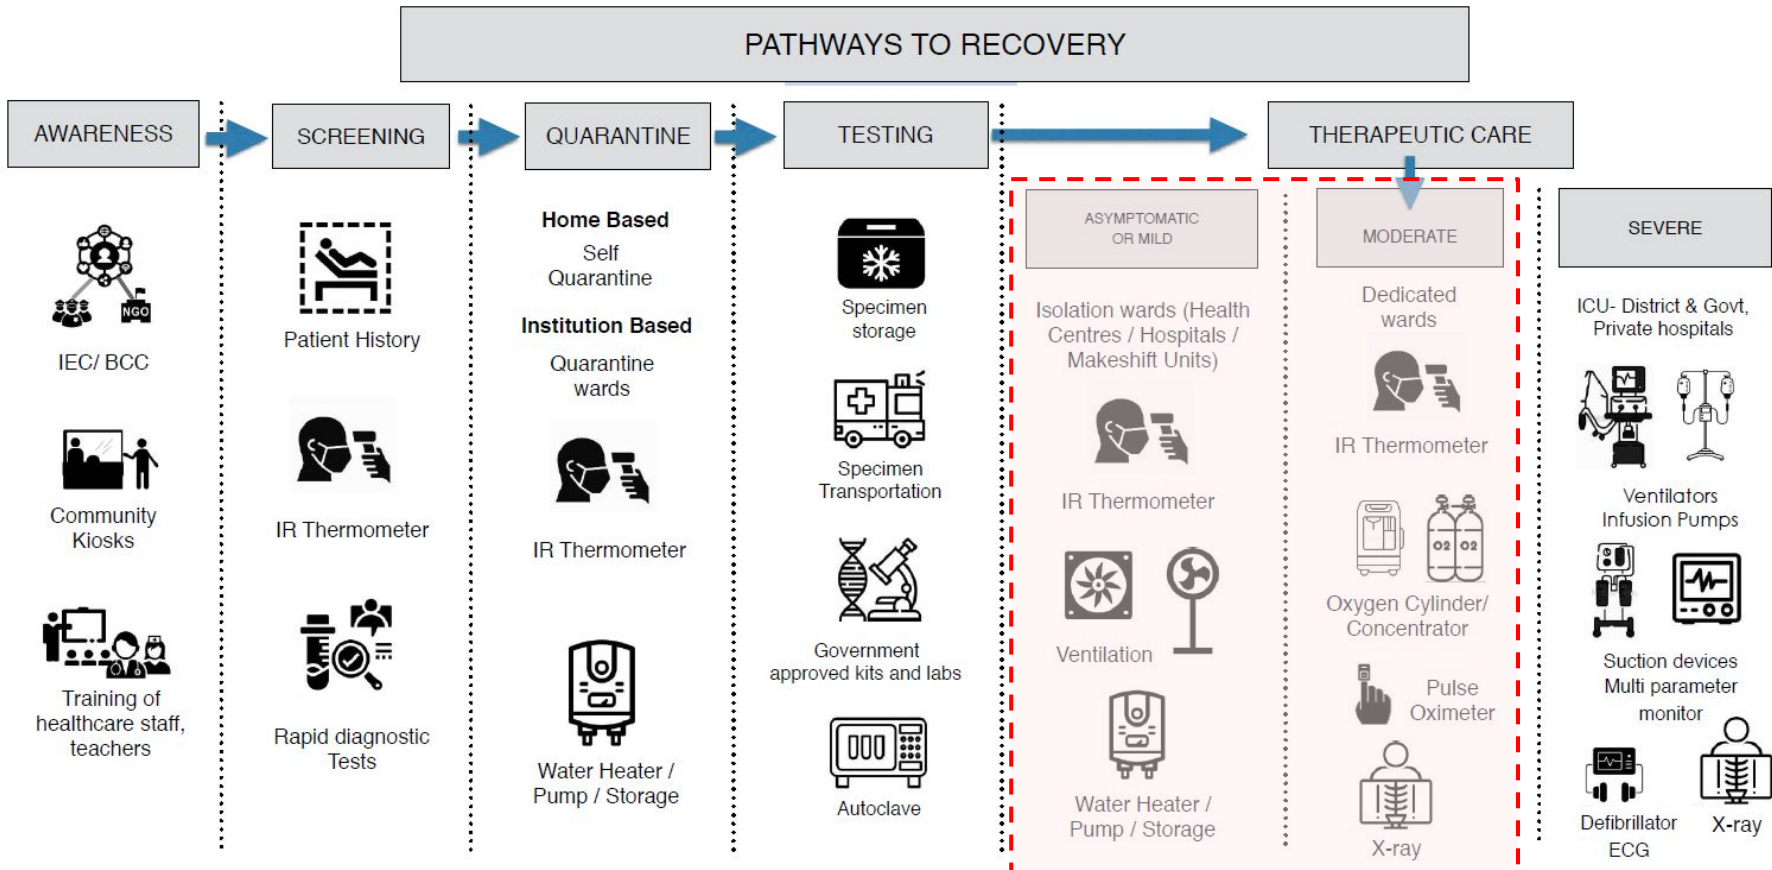 PATHWAYS TO RECOVERY
AWARENESS
SCREENING
QUARANTINE
TESTING
THERAPEUTIC CARE
NGO
IEC/ BCC
Community
Kiosks
Training of
healthcare staff,
teachers
Patient History
IR Thermometer
Rapid diagnostic
Tests
Home Based
Self
Quarantine
Institution Based
Quarantine
wards
IR Thermometer
Water Heater /
Pump / Storage
Specimen
storage
Specimen
Transportation
Government
approved kits and labs
Autoclave
ASYMPTOMATIC
OR MILD
Isolation wards (Health
Centres / Hospitals /
Makeshift Units)
IR Thermometer
Ventilation
Water Heater /
Pump / Storage
MODERATE
Dedicated
wards
IR Thermometer
O2 O2
Oxygen Cylinder/
Concentrator
Pulse
Oximeter
X-ray
SEVERE
ICU- District & Govt,
Private hospitals
Ventilators
Infusion Pumps
Suction devices
Multi parameter
monitor
Defibrillator
ECG
X-ray